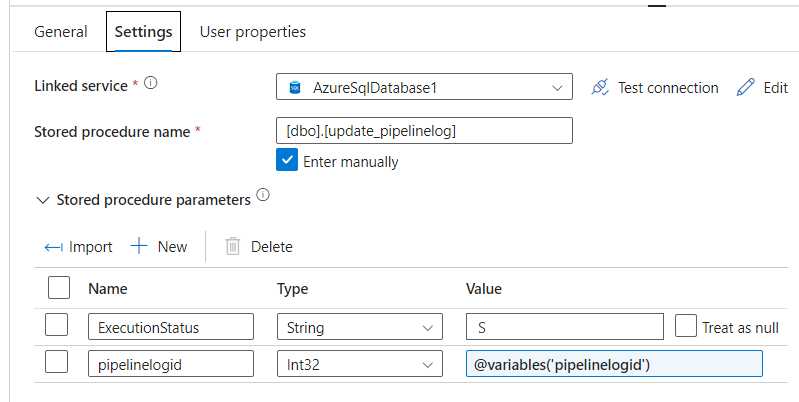 General Settings User properties
Linked service * AzureSqlDatabase1 Test connection Edit
Stored procedure name * [dbo].[update_pipelinelog]
Enter manually
Stored procedure parameters
Import New Delete
Name Type Value
ExecutionStatus String S Treat as null
pipelinelogid Int32 @variables('pipelinelogid')